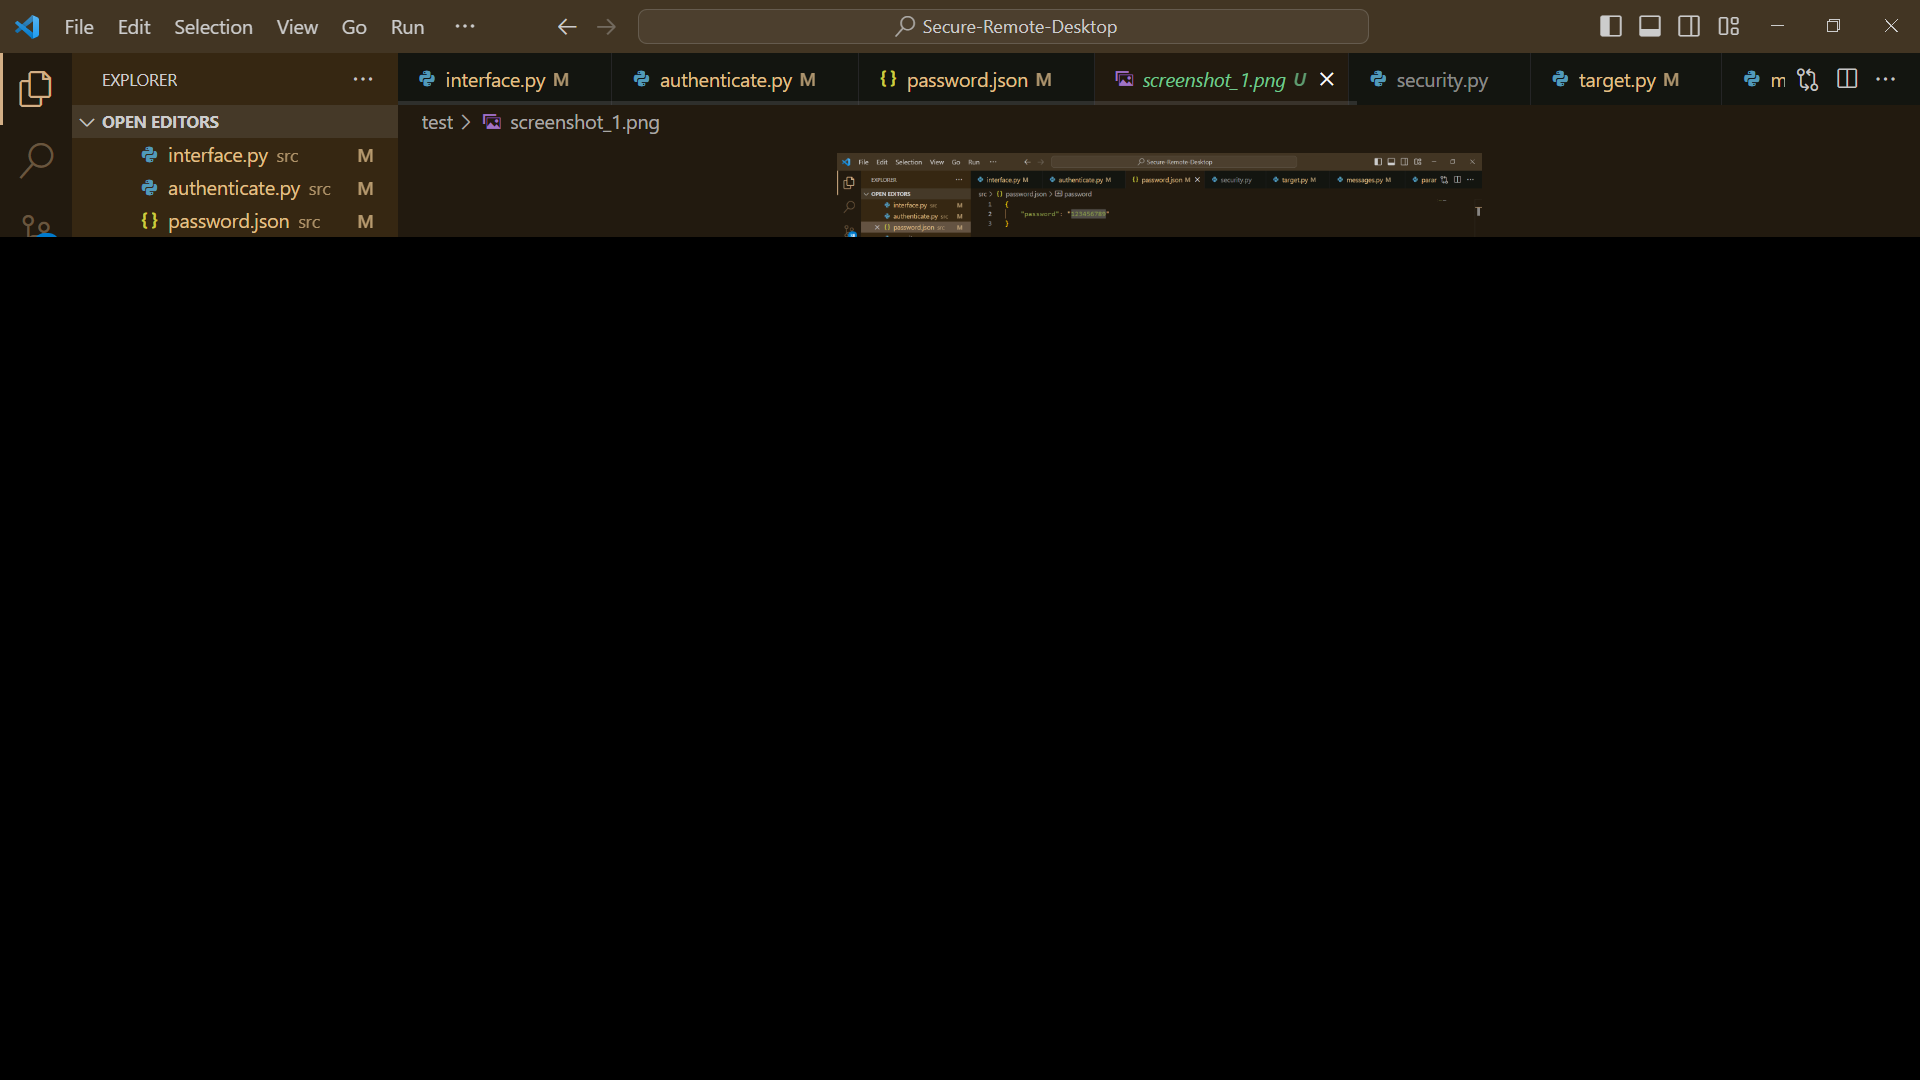 File Edit Selection View Go Run ··· Secure-Remote-Desktop
EXPLORER ···
interface.py M authenticate.py M password.json M screenshot_1.png U security.py target.py M m
OPEN EDITORS
test > screenshot_1.png
interface.py src M
authenticate.py src M
password.json src M
File Edit Selection View Go Run ··· Secure-Remote-Desktop
EXPLORER ···
interface.py M authenticate.py M password.json M security.py target.py M messages.py M parar
OPEN EDITORS
src > {} password.json > password
interface.py src M
authenticate.py src M
password.json src M
1 {
2 "password": "123456789"
3 }